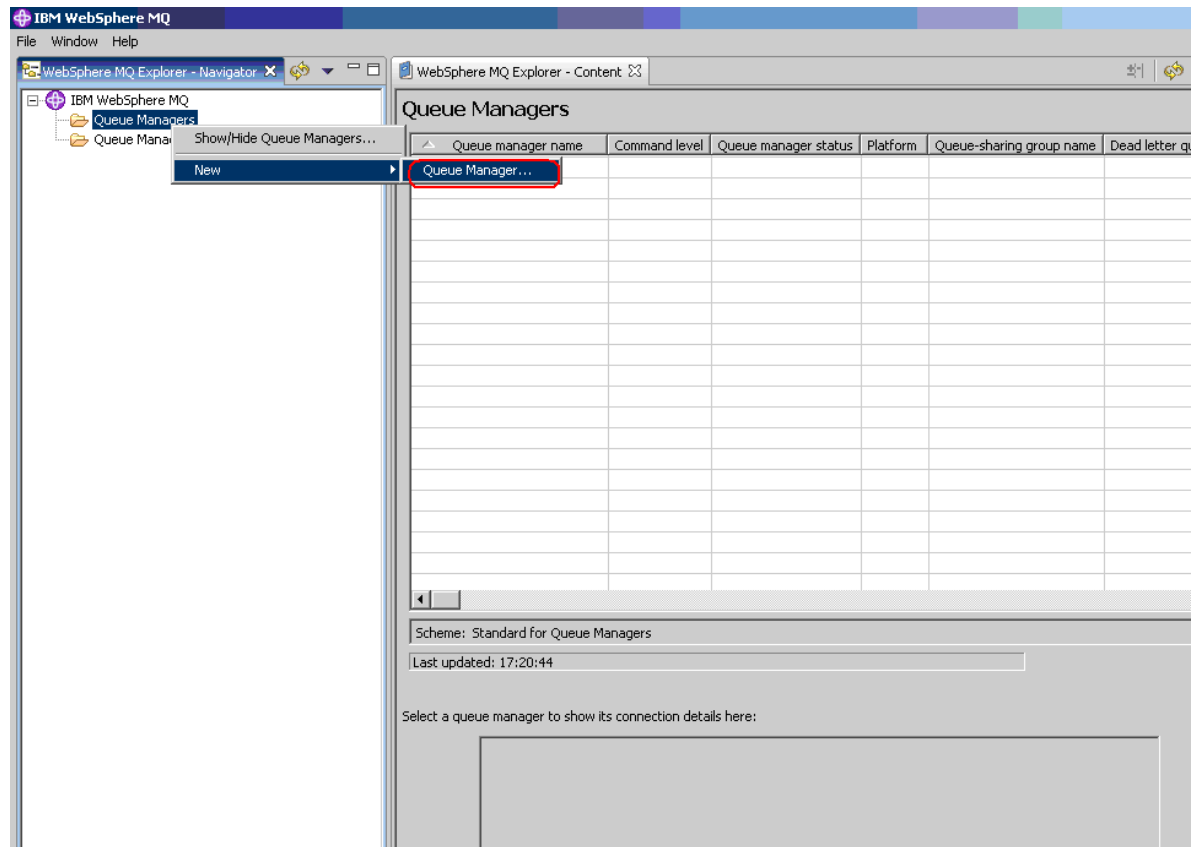 IBM WebSphere MQ
File Window Help
WebSphere MQ Explorer - Navigator
WebSphere MQ Explorer - Content
IBM WebSphere MQ
Queue Managers
Queue Mana
Show/Hide Queue Managers...
New
Queue Manager...
Queue Managers
Queue manager name Command level Queue manager status Platform Queue-sharing group name Dead letter qu
Scheme: Standard for Queue Managers
Last updated: 17:20:44
Select a queue manager to show its connection details here: